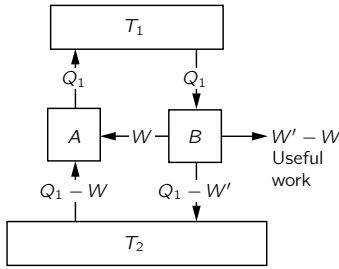 T₁
Q₁
Q₁
A
W
B
W′ − W
Useful
work
Q₁ − W
Q₁ − W′
T₂